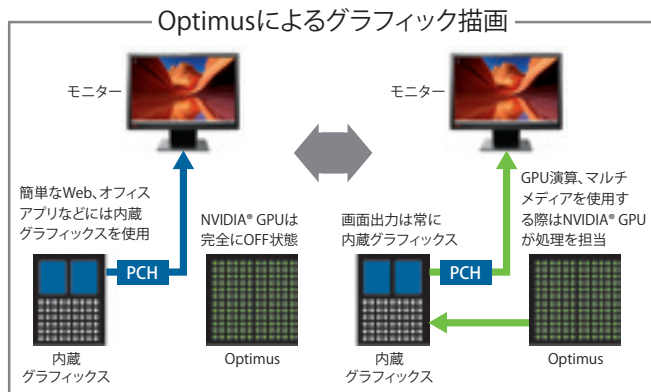 Optimusによるグラフィック描画
モニター
簡単なWeb、オフィス
アプリなどには内蔵
グラフィックスを使用
NVIDIA® GPUは
完全にOFF状態
PCH
内蔵
グラフィックス
Optimus
モニター
GPU演算、マルチ
メディアを使用す
る際はNVIDIA® GPU
が処理を担当
画面出力は常に
内蔵グラフィックス
PCH
内蔵
グラフィックス
Optimus